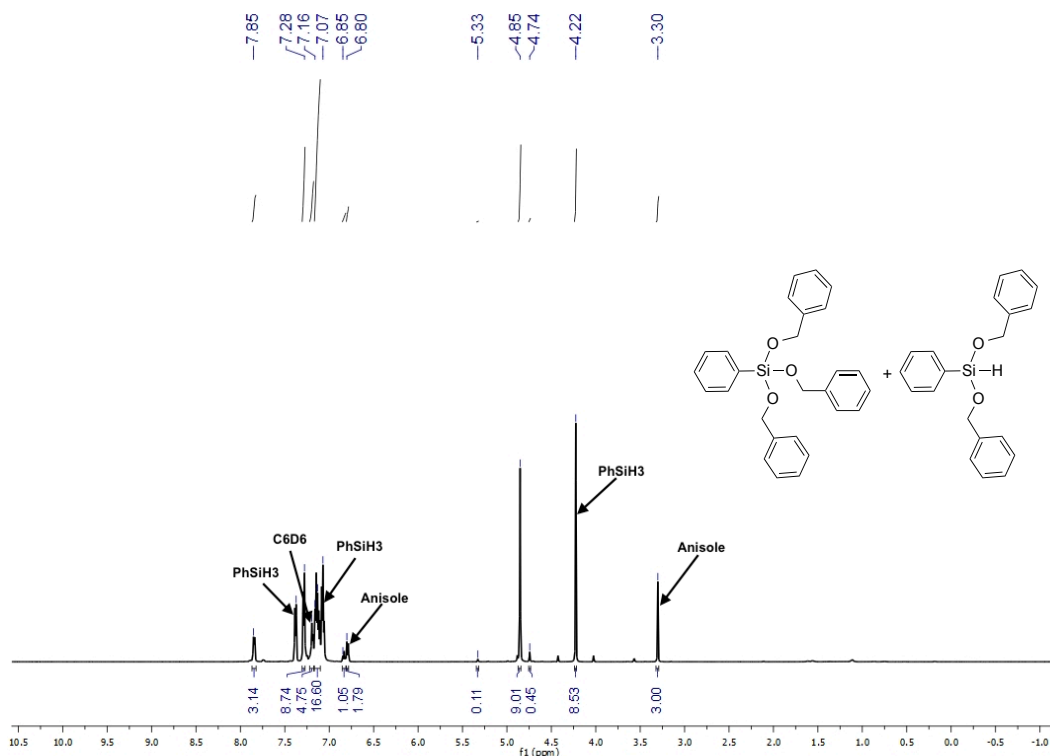 7.85
7.28
7.16
7.07
6.85
6.80
5.33
4.85
4.74
4.22
3.30
O
Si
O
O
+
O
Si
H
O
PhSiH3
C6D6
PhSiH3
Anisole
PhSiH3
Anisole
3.14
8.74
4.75
16.60
1.05
1.79
0.11
9.01
0.45
8.53
3.00
10.5 10.0 9.5 9.0 8.5 8.0 7.5 7.0 6.5 6.0 5.5 5.0 4.5 4.0 3.5 3.0 2.5 2.0 1.5 1.0 0.5 0.0 -0.5 -1.0
f1 (ppm)